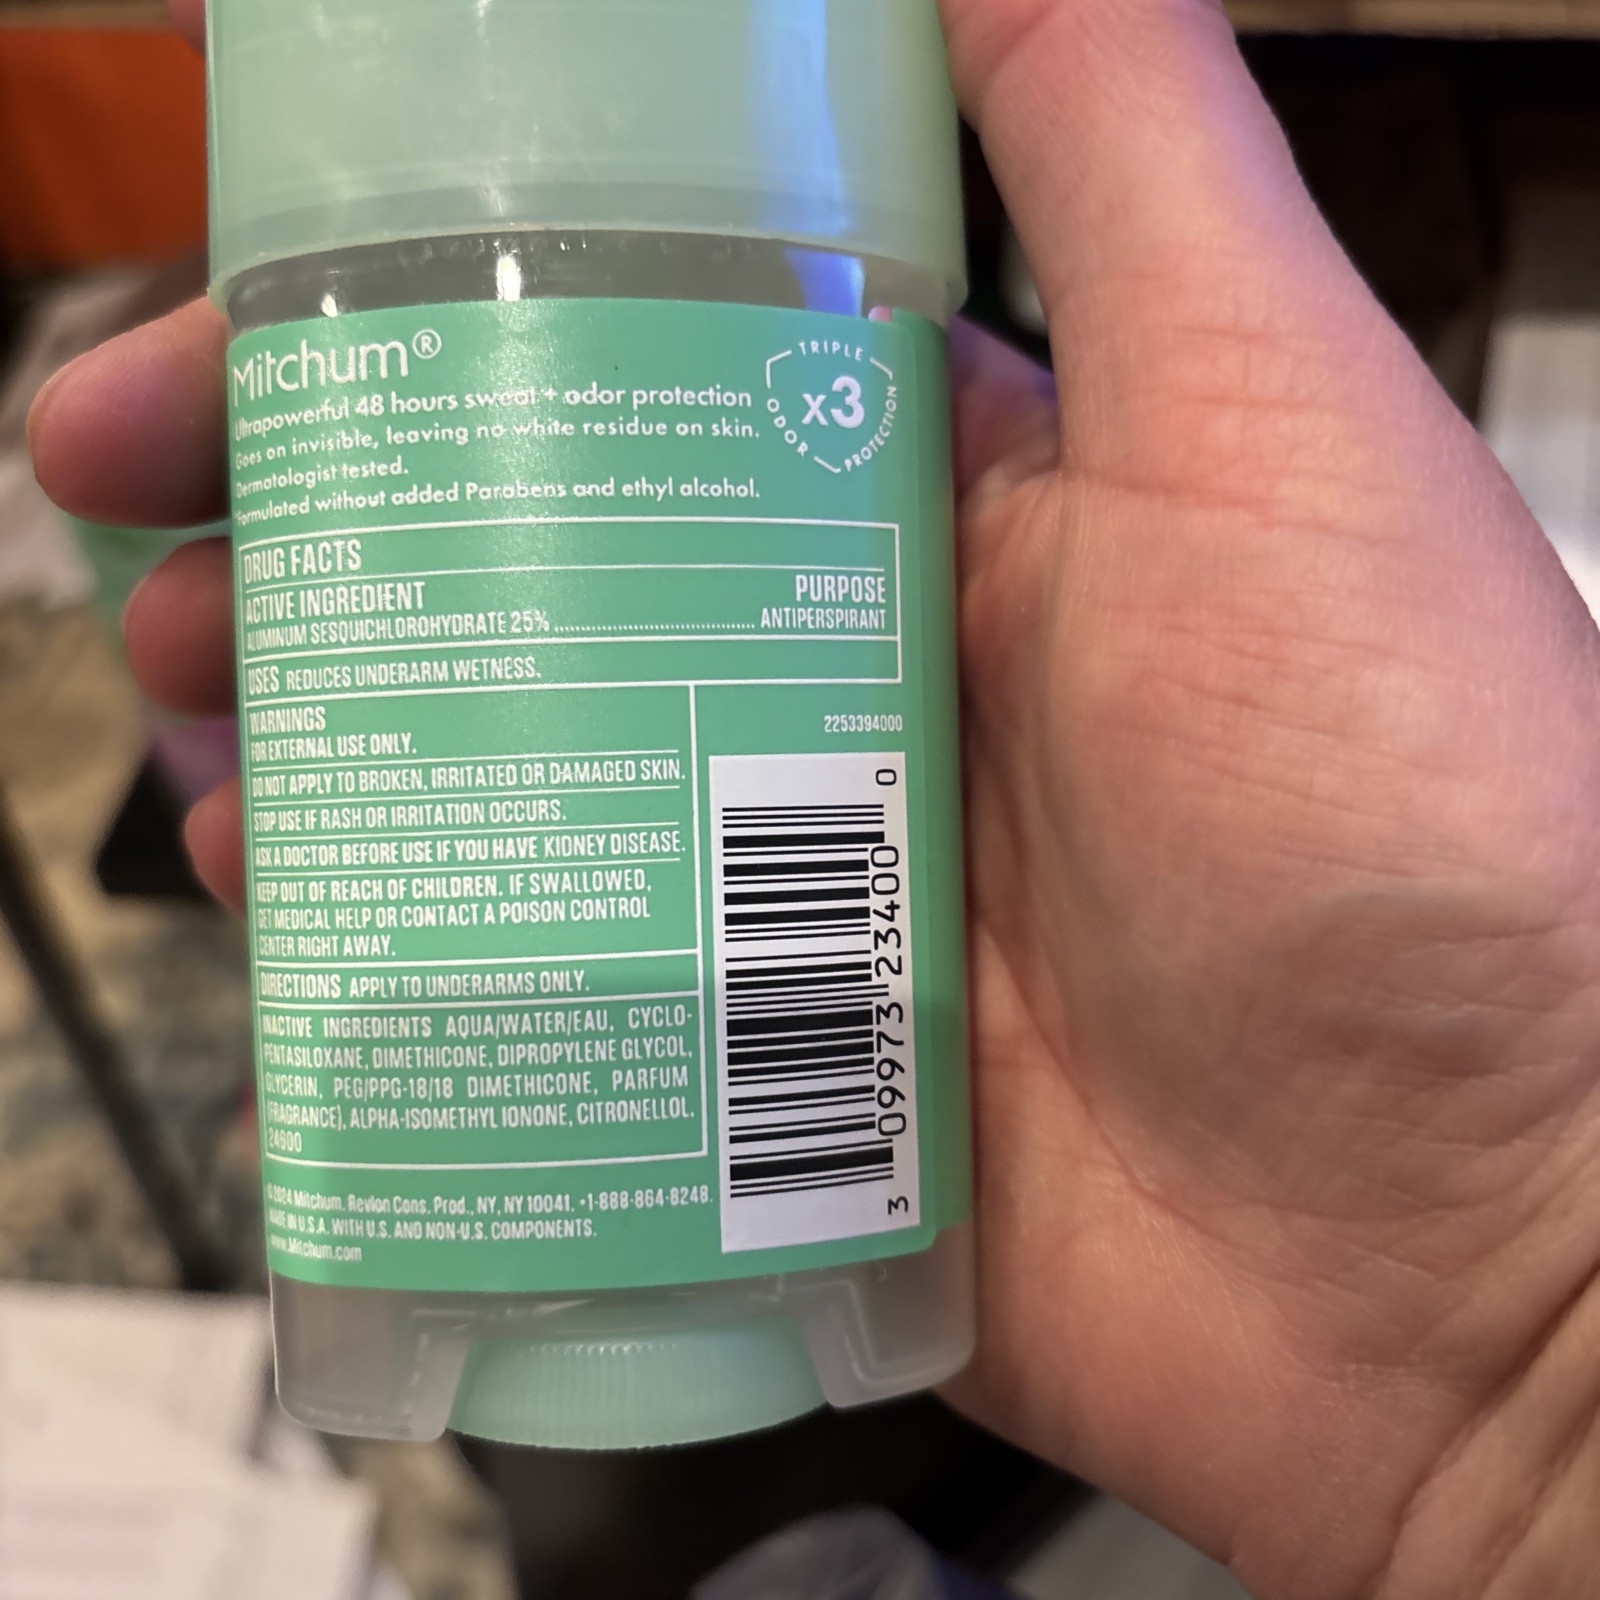 Mitchum®
Ultrapowerful 48 hours sweat + odor protection
Goes on invisible, leaving no white residue on skin.
Dermatologist tested.
*Formulated without added Parabens and ethyl alcohol.
TRIPLE
x3
ODOR PROTECTION
DRUG FACTS
ACTIVE INGREDIENT PURPOSE
ALUMINUM SESQUICHLOROHYDRATE 25% ........................................ ANTIPERSPIRANT
USES REDUCES UNDERARM WETNESS.
WARNINGS
FOR EXTERNAL USE ONLY.
DO NOT APPLY TO BROKEN, IRRITATED OR DAMAGED SKIN.
STOP USE IF RASH OR IRRITATION OCCURS.
ASK A DOCTOR BEFORE USE IF YOU HAVE KIDNEY DISEASE.
KEEP OUT OF REACH OF CHILDREN. IF SWALLOWED,
GET MEDICAL HELP OR CONTACT A POISON CONTROL
CENTER RIGHT AWAY.
DIRECTIONS APPLY TO UNDERARMS ONLY.
INACTIVE INGREDIENTS AQUA/WATER/EAU, CYCLO-
PENTASILOXANE, DIMETHICONE, DIPROPYLENE GLYCOL,
GLYCERIN, PEG/PPG-18/18 DIMETHICONE, PARFUM
(FRAGRANCE), ALPHA-ISOMETHYL IONONE, CITRONELLOL.
24600
©2024 Mitchum. Revlon Cons. Prod., NY, NY 10041. •1-888-864-8248.
MADE IN U.S.A. WITH U.S. AND NON-U.S. COMPONENTS.
www.Mitchum.com
2253394000
3 09973 23400 0